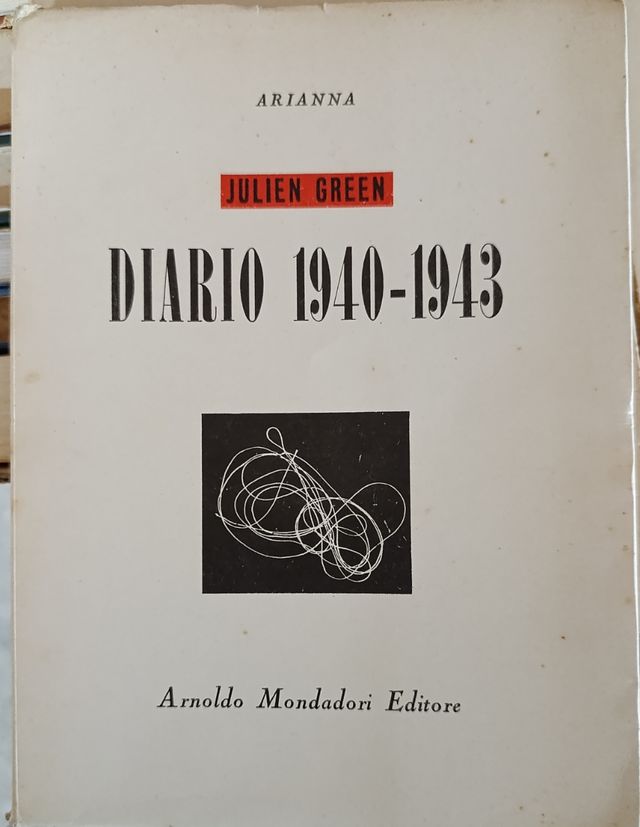 ARIANNA
JULIEN GREEN
DIARIO 1940-1943
Arnoldo Mondadori Editore